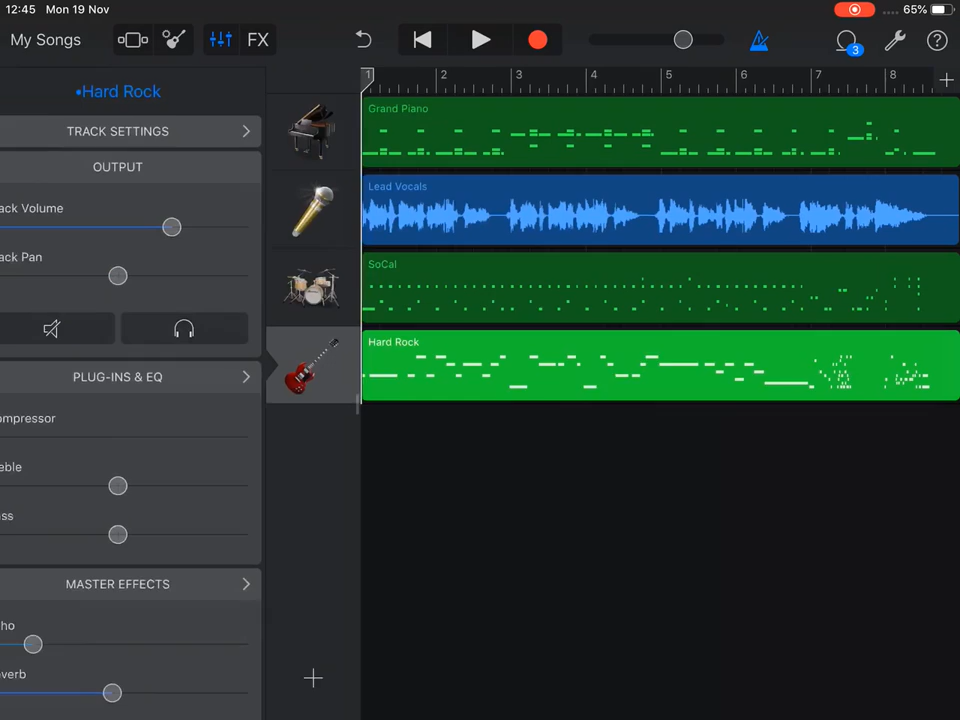 12:45 Mon 19 Nov
65%
My Songs
FX
3
•Hard Rock
1 2 3 4 5 6 7 8
Grand Piano
TRACK SETTINGS
OUTPUT
Lead Vocals
ack Volume
ack Pan
SoCal
Hard Rock
PLUG-INS & EQ
ompressor
eble
ss
MASTER EFFECTS
ho
everb